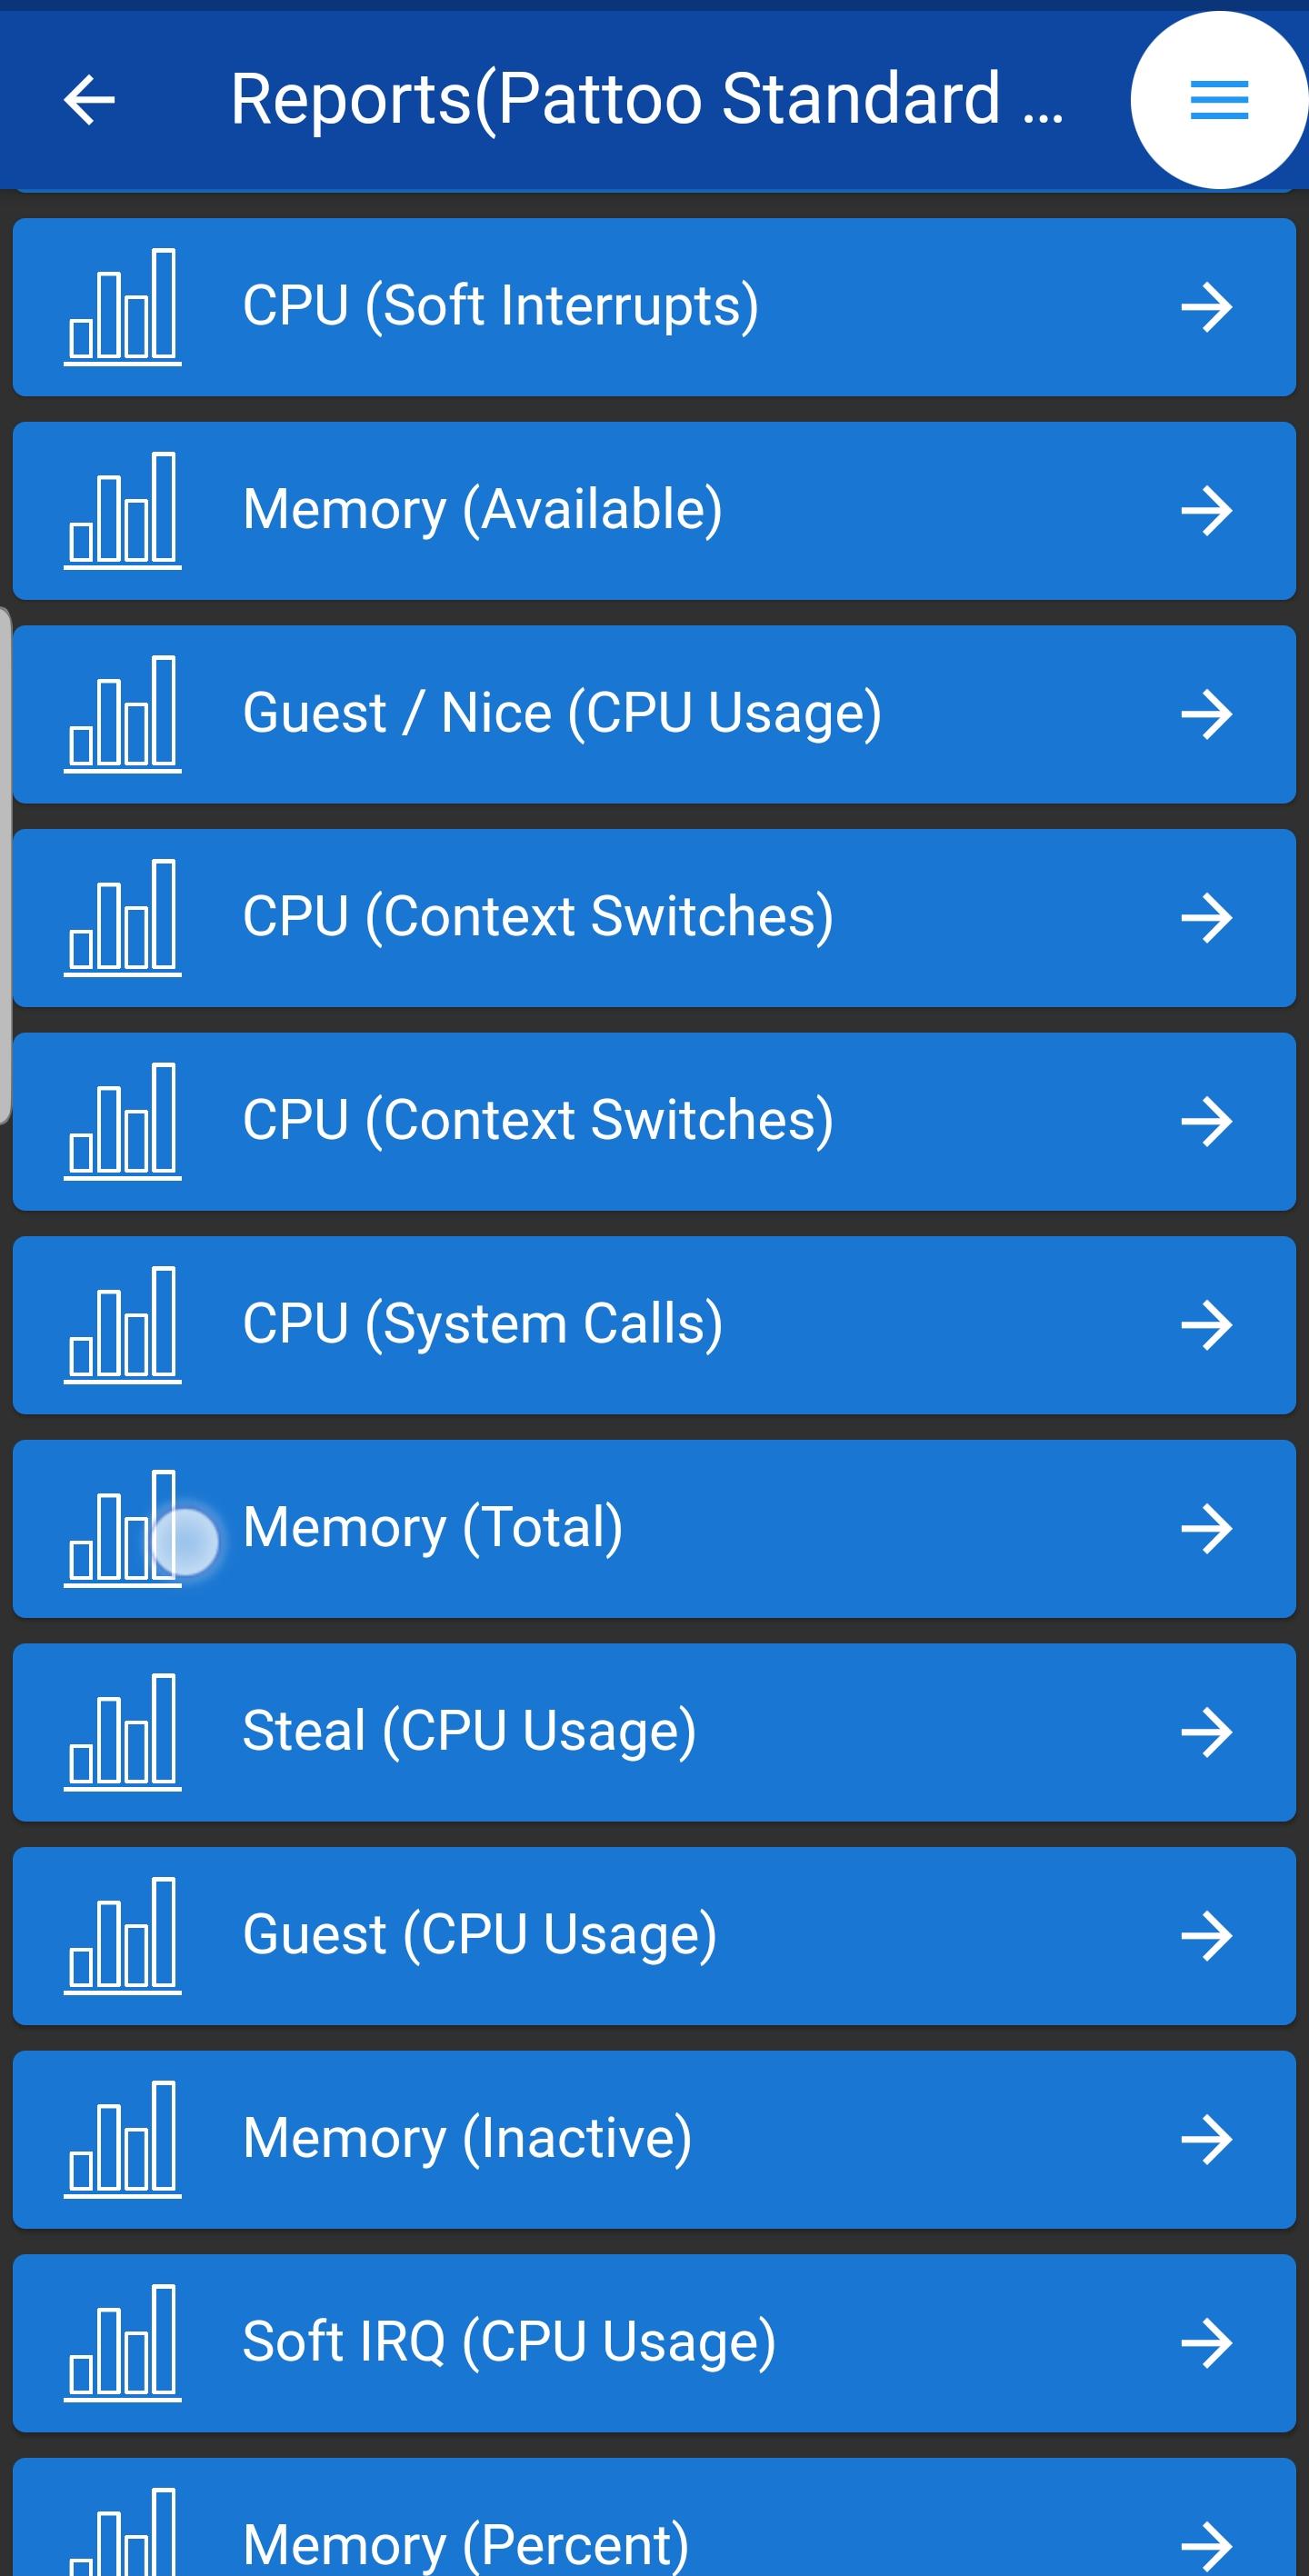 Reports(Pattoo Standard ...
CPU (Soft Interrupts)
Memory (Available)
Guest / Nice (CPU Usage)
CPU (Context Switches)
CPU (Context Switches)
CPU (System Calls)
Memory (Total)
Steal (CPU Usage)
Guest (CPU Usage)
Memory (Inactive)
Soft IRQ (CPU Usage)
Memory (Percent)